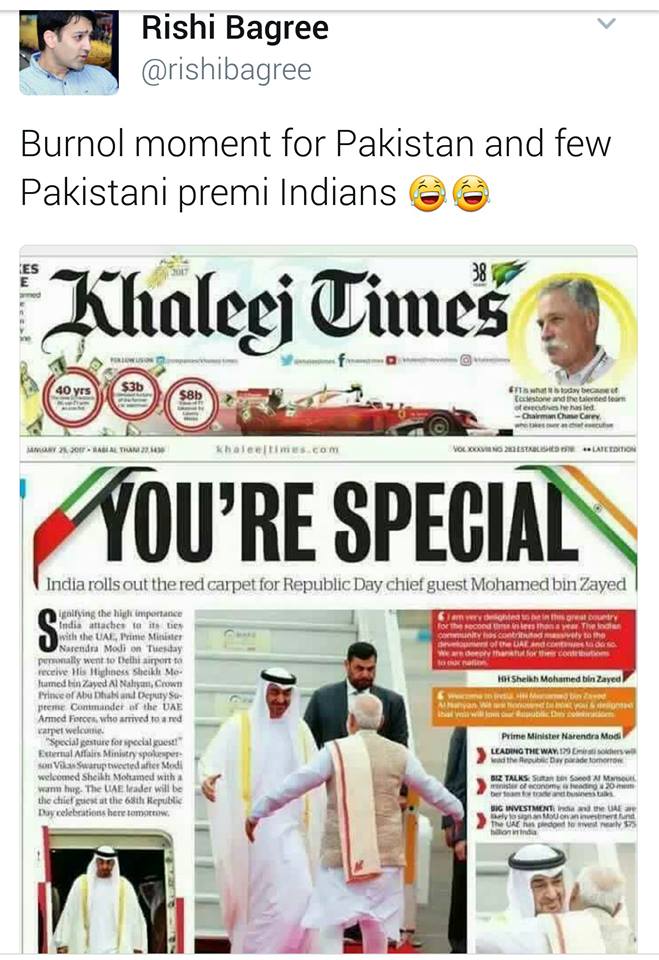 Rishi Bagree
@rishibagree
Burnol moment for Pakistan and few
Pakistani premi Indians 😂😂
ES
E
2017
38
Khaleej Times
FOLLOW US ON
40 yrs
$3b
$8b
F1 is what it is today because of
Ecclestone and the talented team
of executives he has led.
– Chairman Chase Carey,
who takes over as chief executive
JANUARY 25, 2017 • RABI AL THANI 27, 1438
khaleejtimes.com
VOL XXXVIII NO 283 ESTABLISHED 1978 •• LATE EDITION
YOU'RE SPECIAL
India rolls out the red carpet for Republic Day chief guest Mohamed bin Zayed
Signifying the high importance
India attaches to its ties
with the UAE, Prime Minister
Narendra Modi on Tuesday
personally went to Delhi airport to
receive His Highness Sheikh Mo-
hamed bin Zayed Al Nahyan, Crown
Prince of Abu Dhabi and Deputy Su-
preme Commander of the UAE
Armed Forces, who arrived to a red
carpet welcome.
"Special gesture for special guest!"
External Affairs Ministry spokesper-
son Vikas Swarup tweeted after Modi
welcomed Sheikh Mohamed with a
warm hug. The UAE leader will be
the chief guest at the 68th Republic
Day celebrations here tomorrow.
I am very delighted to be in this great country
for the second time in less than a year. The Indian
community has contributed massively to the
development of the UAE and continues to do so.
We are deeply thankful for their contributions
to our nation.
HH Sheikh Mohamed bin Zayed
Welcome to India, HH Mohamed bin Zayed
Al Nahyan. We are honoured to host you & delighted
that you will join our Republic Day celebrations.
Prime Minister Narendra Modi
LEADING THE WAY: 179 Emirati soldiers will
lead the Republic Day parade tomorrow.
BIZ TALKS: Sultan bin Saeed Al Mansouri,
minister of economy, is heading a 20-mem-
ber team for trade and business talks.
BIG INVESTMENT: India and the UAE are
likely to sign an MoU on an investment fund.
The UAE has pledged to invest nearly $75
billion in India.